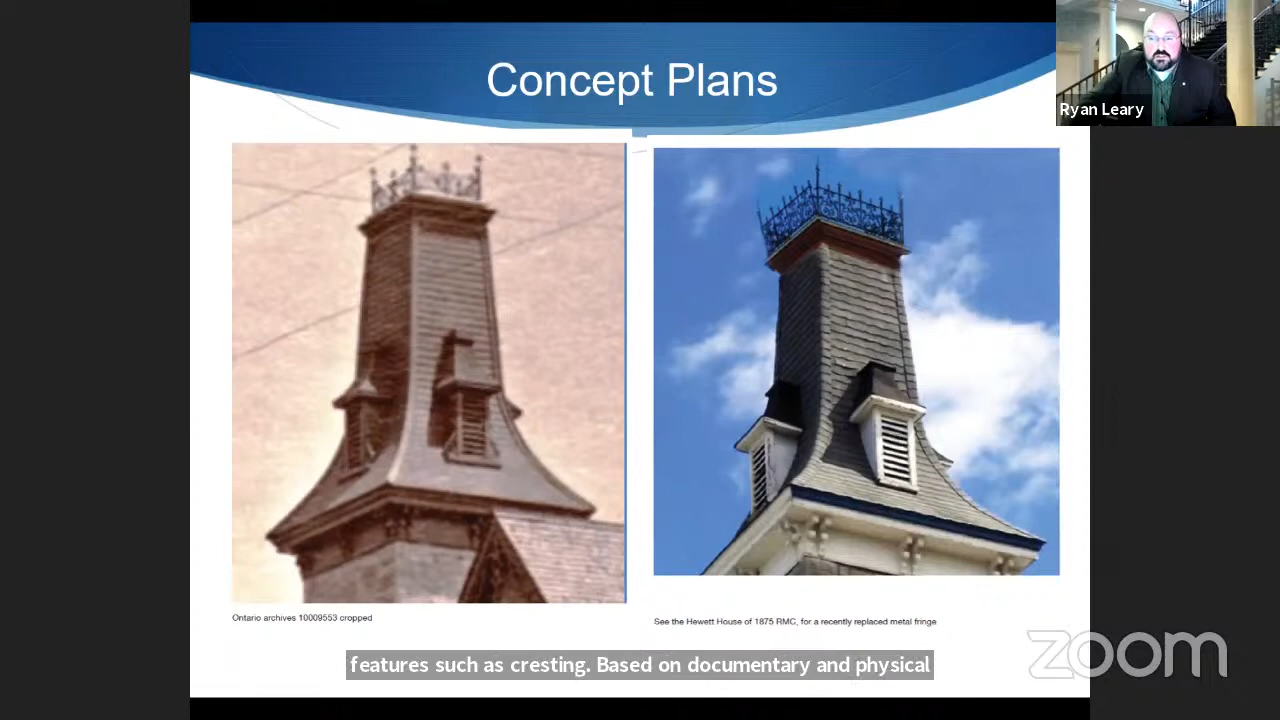 Concept Plans
Ryan Leary
Ontario archives 10009553 cropped
See the Hewett House of 1875 RMC, for a recently replaced metal fringe
features such as cresting. Based on documentary and physical
zoom